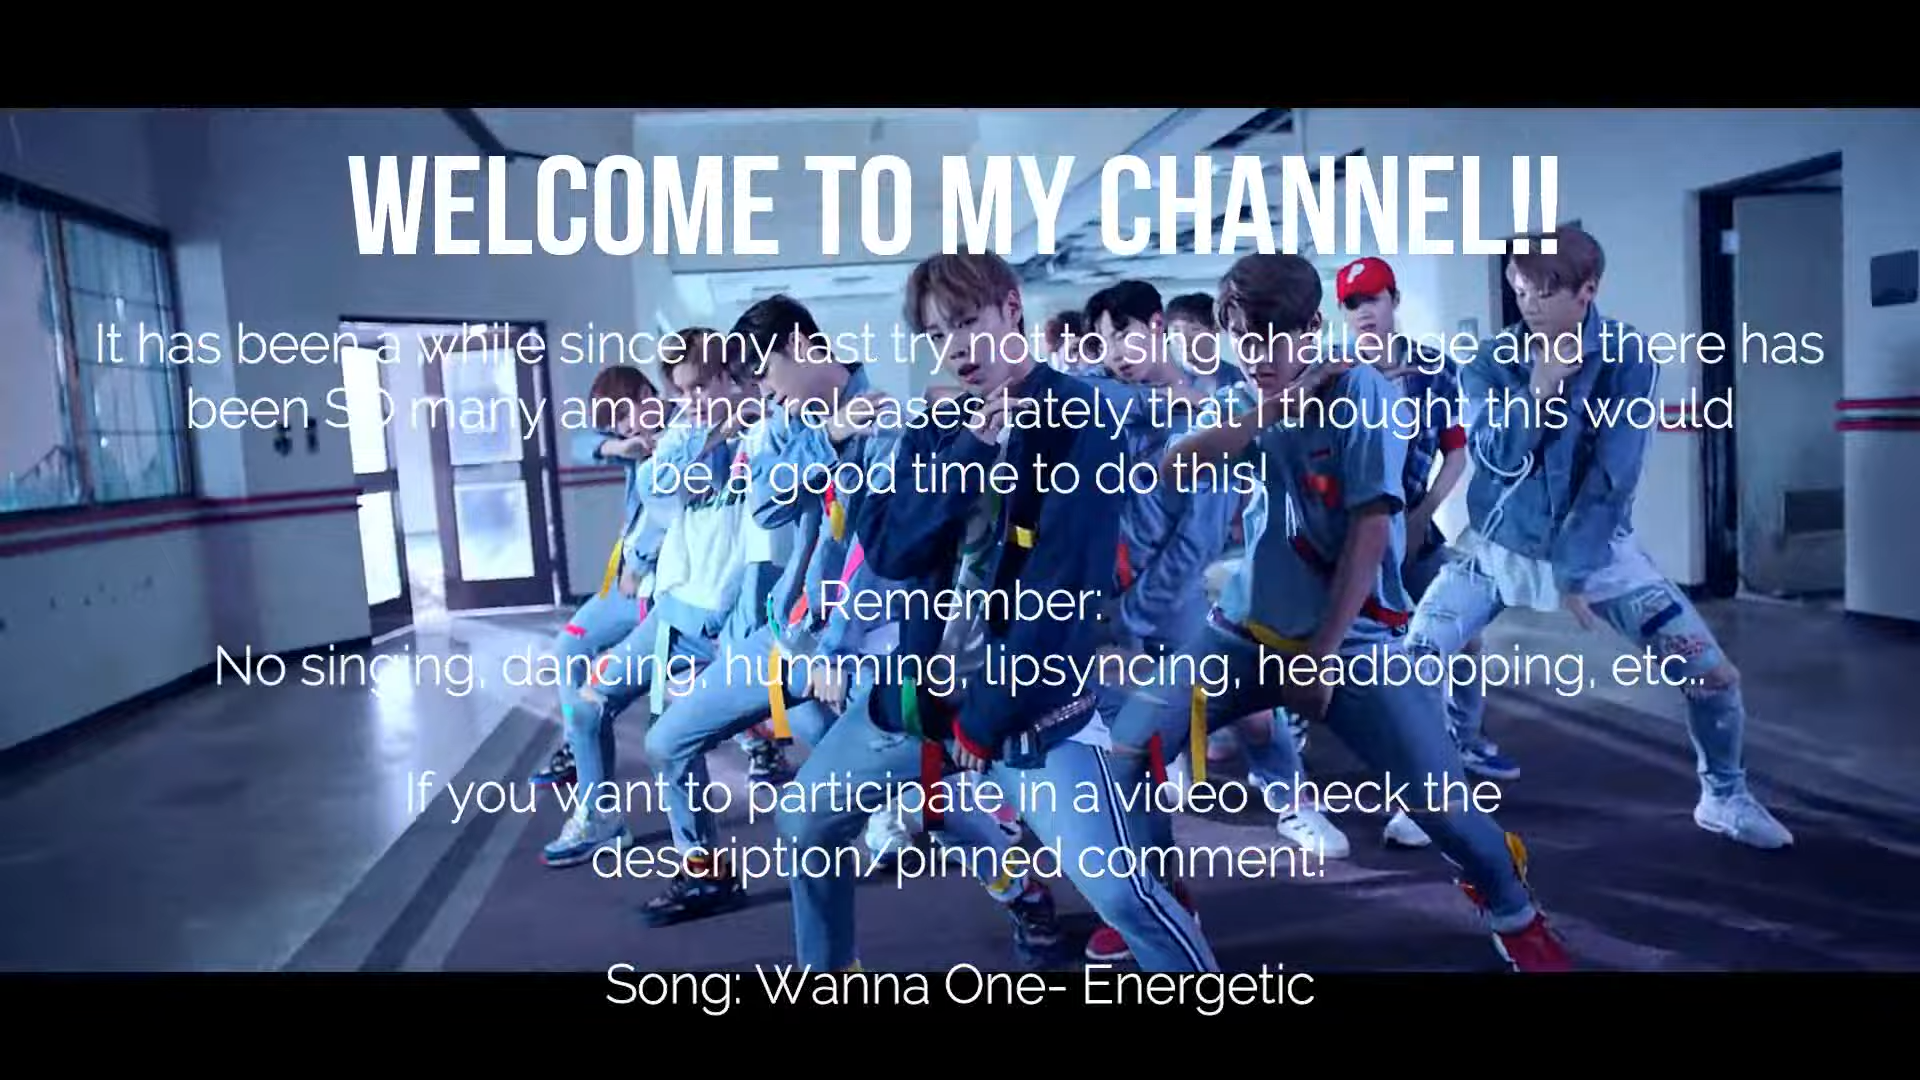 WELCOME TO MY CHANNEL!!
It has been a while since my last try not to sing challenge and there has
been SO many amazing releases lately that I thought this would
be a good time to do this!
Remember:
No singing, dancing, humming, lipsyncing, headbopping, etc..
If you want to participate in a video check the
description/pinned comment!
Song: Wanna One- Energetic